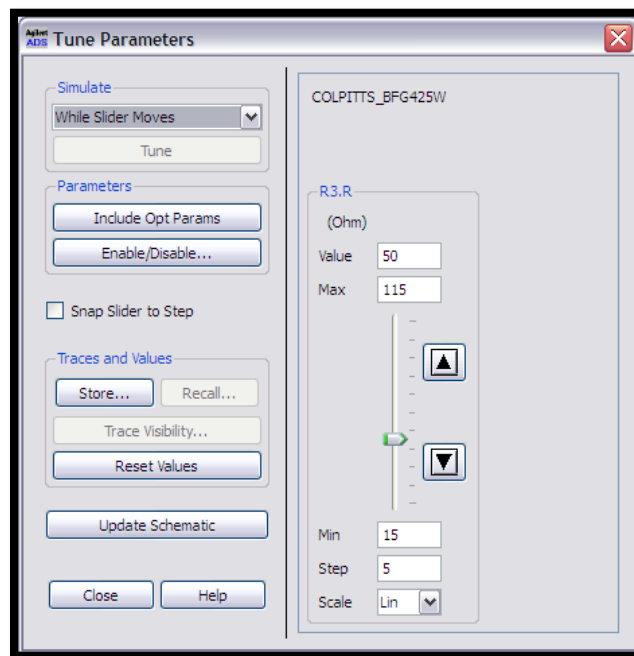 Agilent
ADS Tune Parameters
Simulate
While Slider Moves
Tune
Parameters
Include Opt Params
Enable/Disable...
Snap Slider to Step
Traces and Values
Store... Recall...
Trace Visibility...
Reset Values
Update Schematic
Close Help
COLPITTS_BFG425W
R3.R
(Ohm)
Value 50
Max 115
Min 15
Step 5
Scale Lin